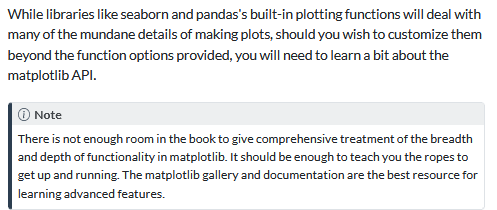 While libraries like seaborn and pandas's built-in plotting functions will deal with
many of the mundane details of making plots, should you wish to customize them
beyond the function options provided, you will need to learn a bit about the
matplotlib API.
Note
There is not enough room in the book to give comprehensive treatment of the breadth
and depth of functionality in matplotlib. It should be enough to teach you the ropes to
get up and running. The matplotlib gallery and documentation are the best resource for
learning advanced features.